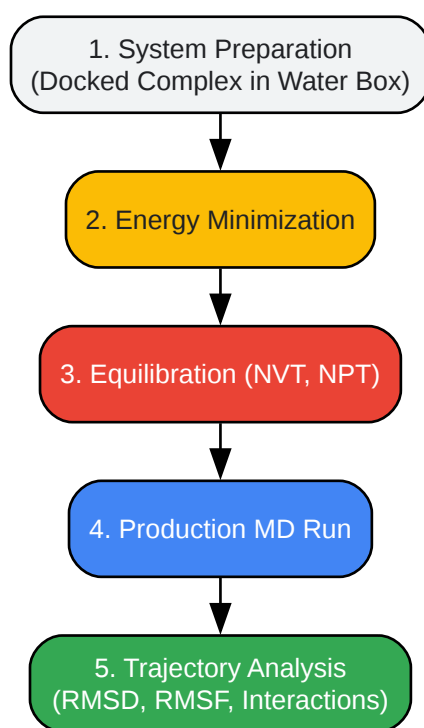 1. System Preparation
(Docked Complex in Water Box)
2. Energy Minimization
3. Equilibration (NVT, NPT)
4. Production MD Run
5. Trajectory Analysis
(RMSD, RMSF, Interactions)